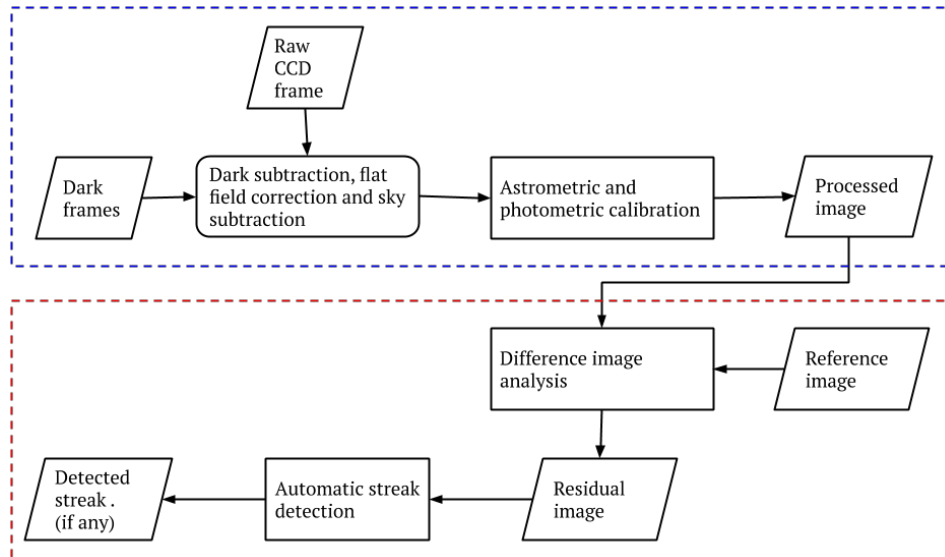 Raw
CCD
frame
Dark
frames
Dark subtraction, flat
field correction and sky
subtraction
Astrometric and
photometric calibration
Processed
image
Difference image
analysis
Reference
image
Detected
streak .
(if any)
Automatic streak
detection
Residual
image